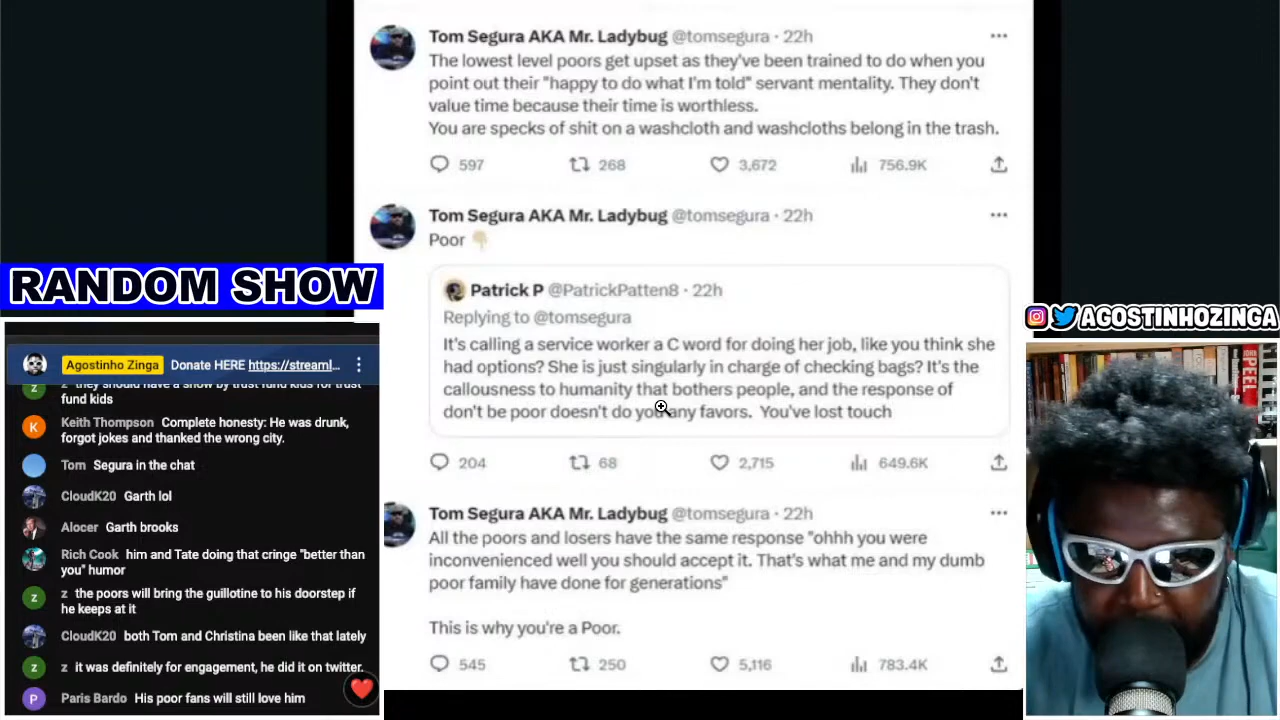 Tom Segura AKA Mr. Ladybug @tomsegura · 22h
The lowest level poors get upset as they've been trained to do when you
point out their "happy to do what I'm told" servant mentality. They don't
value time because their time is worthless.
You are specks of shit on a washcloth and washcloths belong in the trash.
597 268 3,672 756.9K
Tom Segura AKA Mr. Ladybug @tomsegura · 22h
Poor 👇
Patrick P @PatrickPatten8 · 22h
Replying to @tomsegura
It's calling a service worker a C word for doing her job, like you think she
had options? She is just singularly in charge of checking bags? It's the
callousness to humanity that bothers people, and the response of
don't be poor doesn't do you any favors. You've lost touch
204 68 2,715 649.6K
Tom Segura AKA Mr. Ladybug @tomsegura · 22h
All the poors and losers have the same response "ohhh you were
inconvenienced well you should accept it. That's what me and my dumb
poor family have done for generations"
This is why you're a Poor.
545 250 5,116 783.4K
RANDOM SHOW
Agostinho Zinga Donate HERE https://streaml...
z they should have a show by trust fund kids for trust
fund kids
Keith Thompson Complete honesty: He was drunk,
forgot jokes and thanked the wrong city.
Tom Segura in the chat
CloudK20 Garth lol
Alocer Garth brooks
Rich Cook him and Tate doing that cringe "better than
you" humor
z the poors will bring the guillotine to his doorstep if
he keeps at it
CloudK20 both Tom and Christina been like that lately
z it was definitely for engagement, he did it on twitter.
P Paris Bardo His poor fans will still love him
@AGOSTINHOZINGA
JOHN PEEL